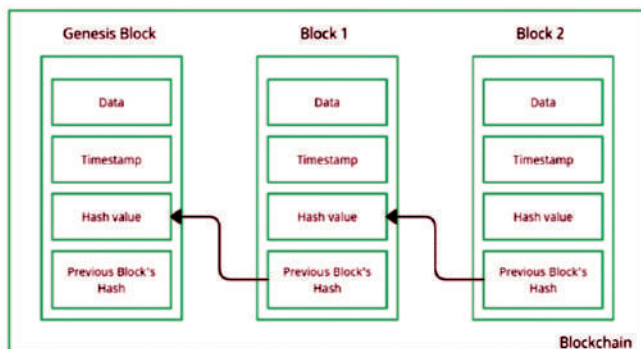 Genesis Block
Block 1
Block 2
Data
Data
Data
Timestamp
Timestamp
Timestamp
Hash value
Hash value
Hash value
Previous Block's
Hash
Previous Block's
Hash
Previous Block's
Hash
Blockchain